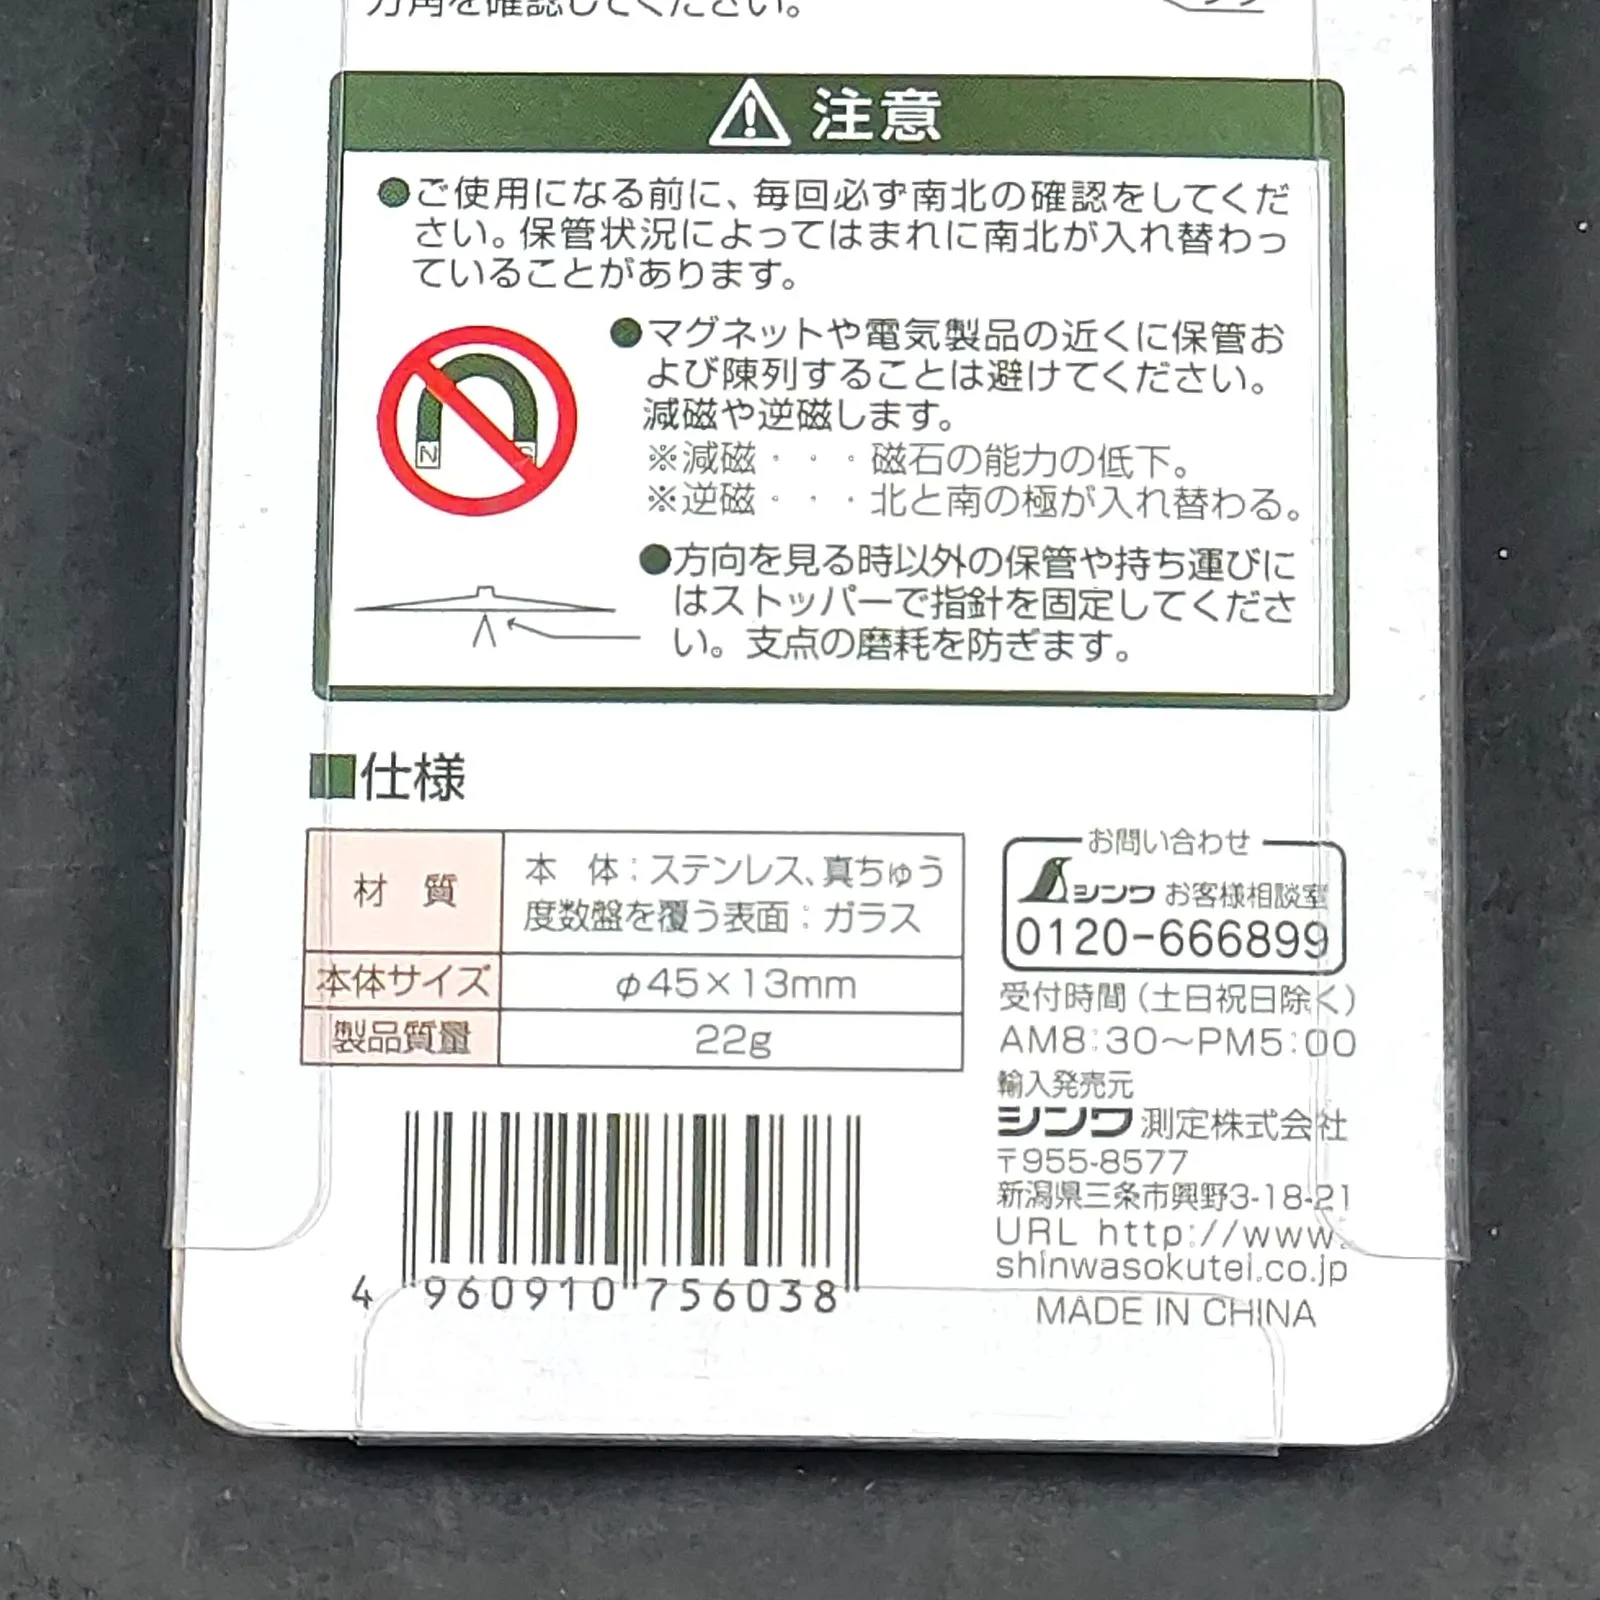 方角を確認してください。
注意
●ご使用になる前に、毎回必ず南北の確認をしてくだ
さい。保管状況によってはまれに南北が入れ替わっ
ていることがあります。
●マグネットや電気製品の近くに保管お
よび陳列することは避けてください。
減磁や逆磁します。
※減磁・・・磁石の能力の低下。
※逆磁・・・北と南の極が入れ替わる。
N
●方向を見る時以外の保管や持ち運びに
はストッパーで指針を固定してくださ
い。支点の磨耗を防ぎます。
■仕様
材 質
本 体：ステンレス、真ちゅう
度数盤を覆う表面：ガラス
本体サイズ
φ45×13mm
製品質量
22g
4 960910 756038
お問い合わせ
シンワ お客様相談室
0120-666899
受付時間（土日祝日除く）
AM8:30～PM5:00
輸入発売元
シンワ測定株式会社
〒955-8577
新潟県三条市興野3-18-21
URL http://www.
shinwasokutei.co.jp
MADE IN CHINA